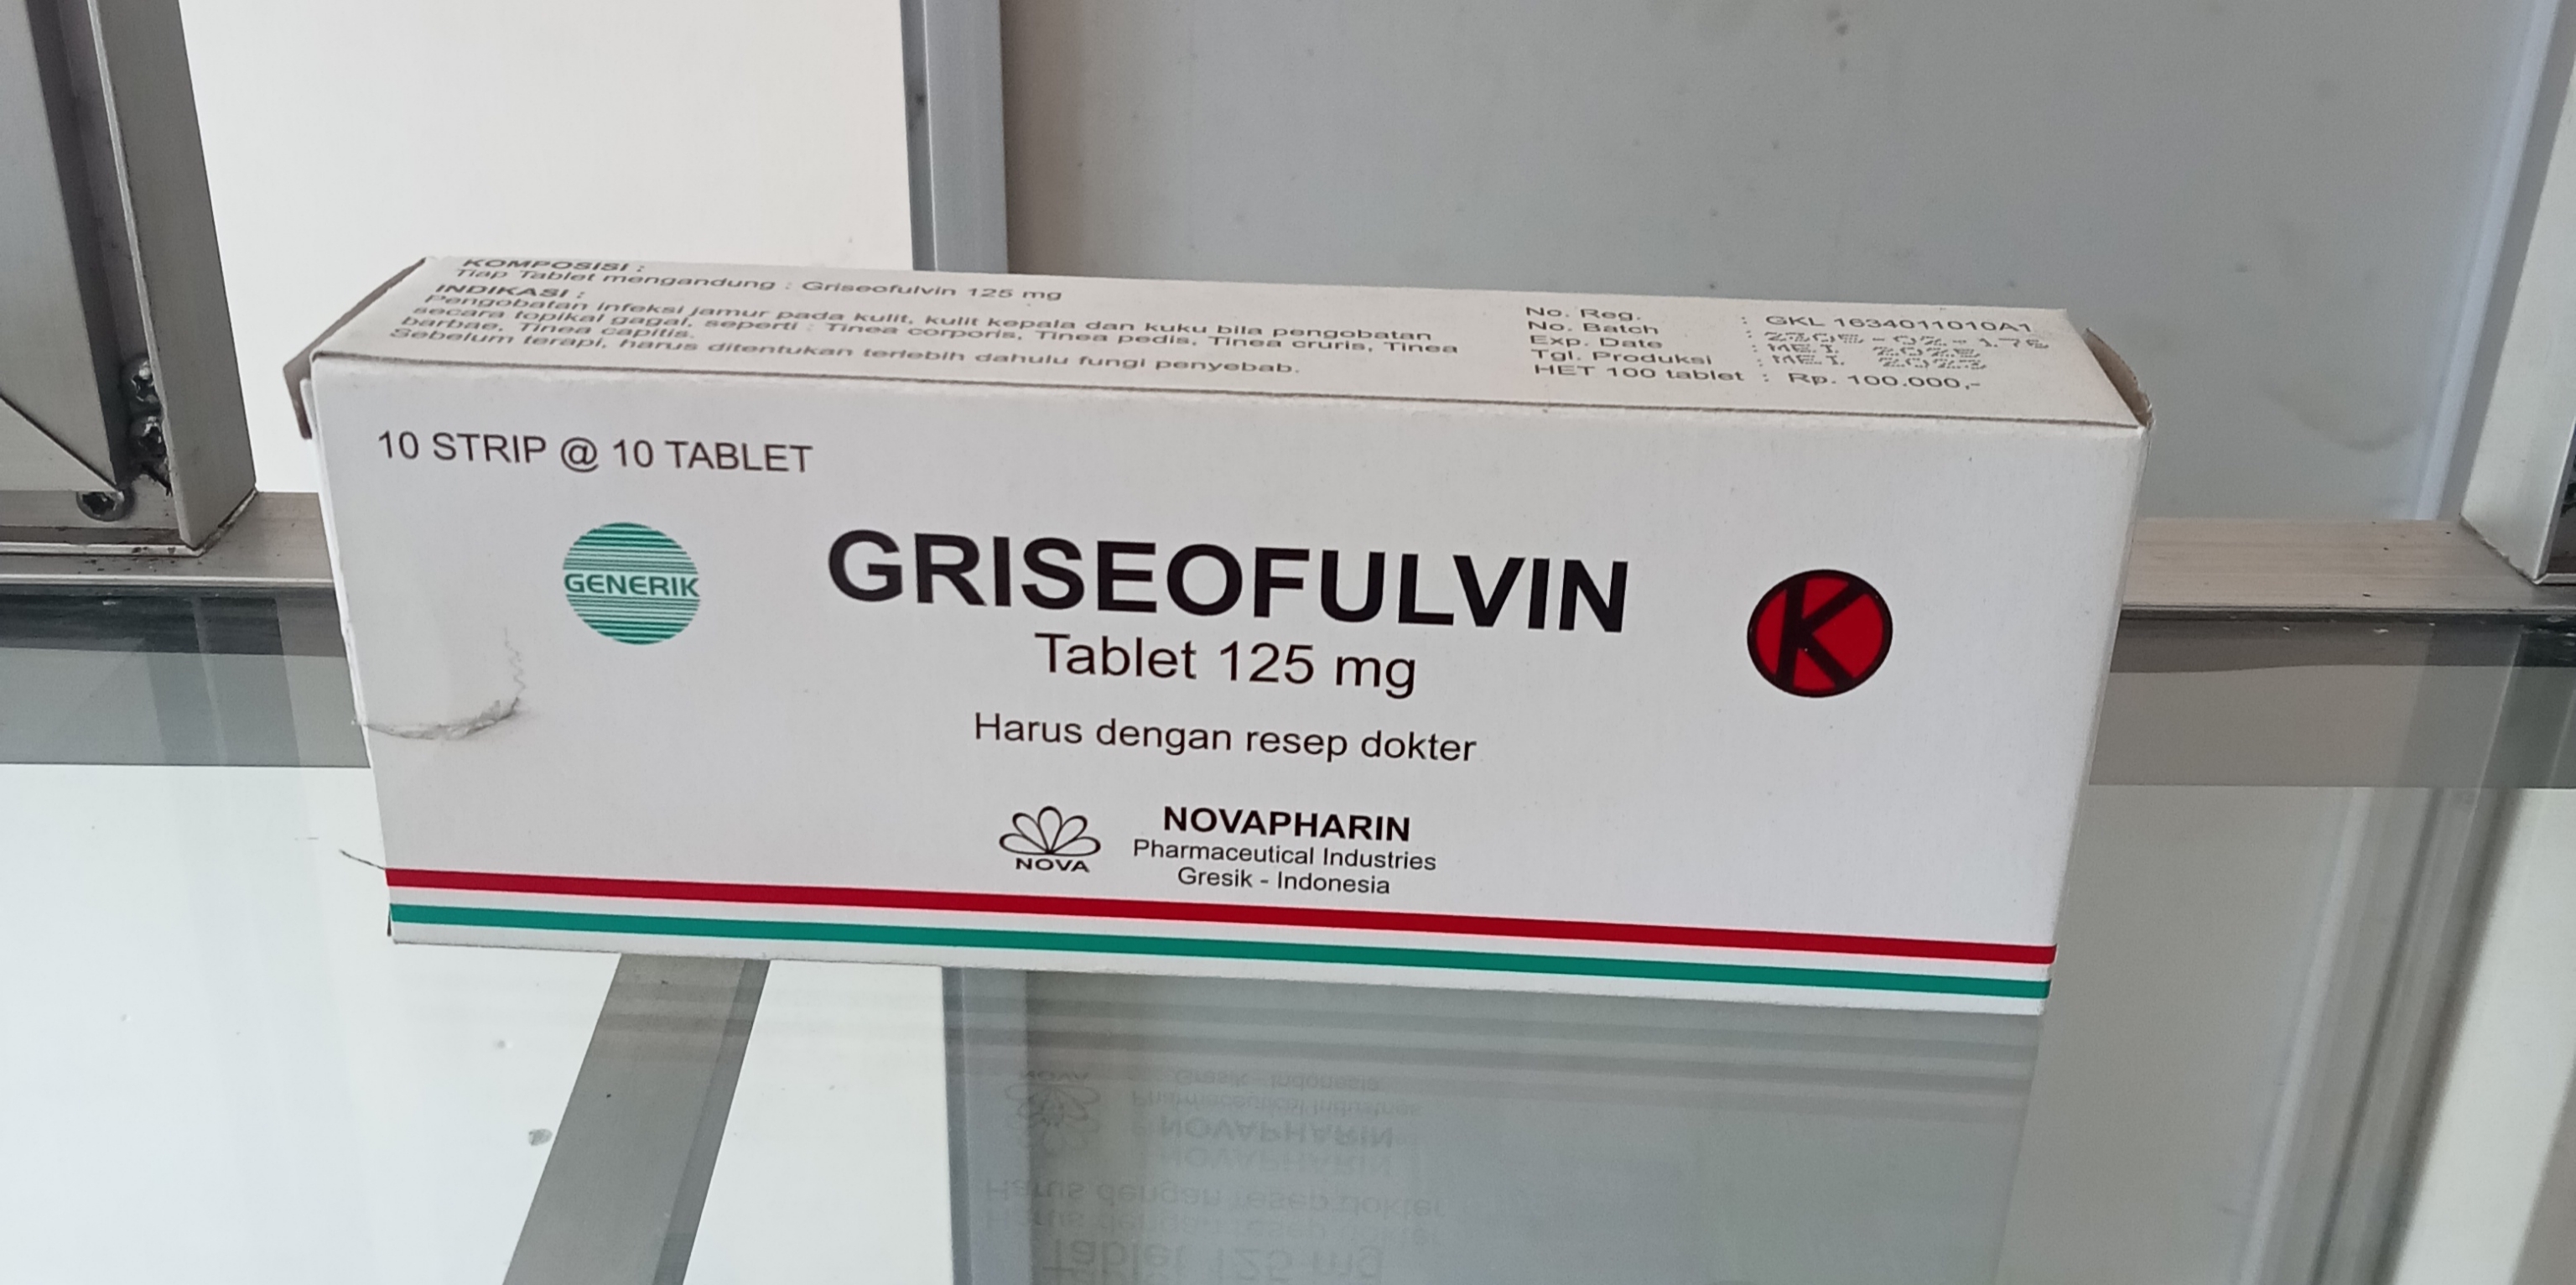 KOMPOSISI :
Tiap Tablet mengandung : Griseofulvin 125 mg
INDIKASI :
Pengobatan infeksi jamur pada kulit, kulit kepala dan kuku bila pengobatan
secara topikal gagal, seperti : Tinea corporis, Tinea pedis, Tinea cruris, Tinea
barbae, Tinea capitis.
Sebelum terapi, harus ditentukan terlebih dahulu fungi penyebab.
No. Reg. : GKL 1634011010A1
No. Batch :
Exp. Date : MEI
Tgl. Produksi : MEI 2023
HET 100 tablet : Rp. 100.000,-
10 STRIP @ 10 TABLET
GENERIK
GRISEOFULVIN
K
Tablet 125 mg
Harus dengan resep dokter
NOVA
NOVAPHARIN
Pharmaceutical Industries
Gresik - Indonesia